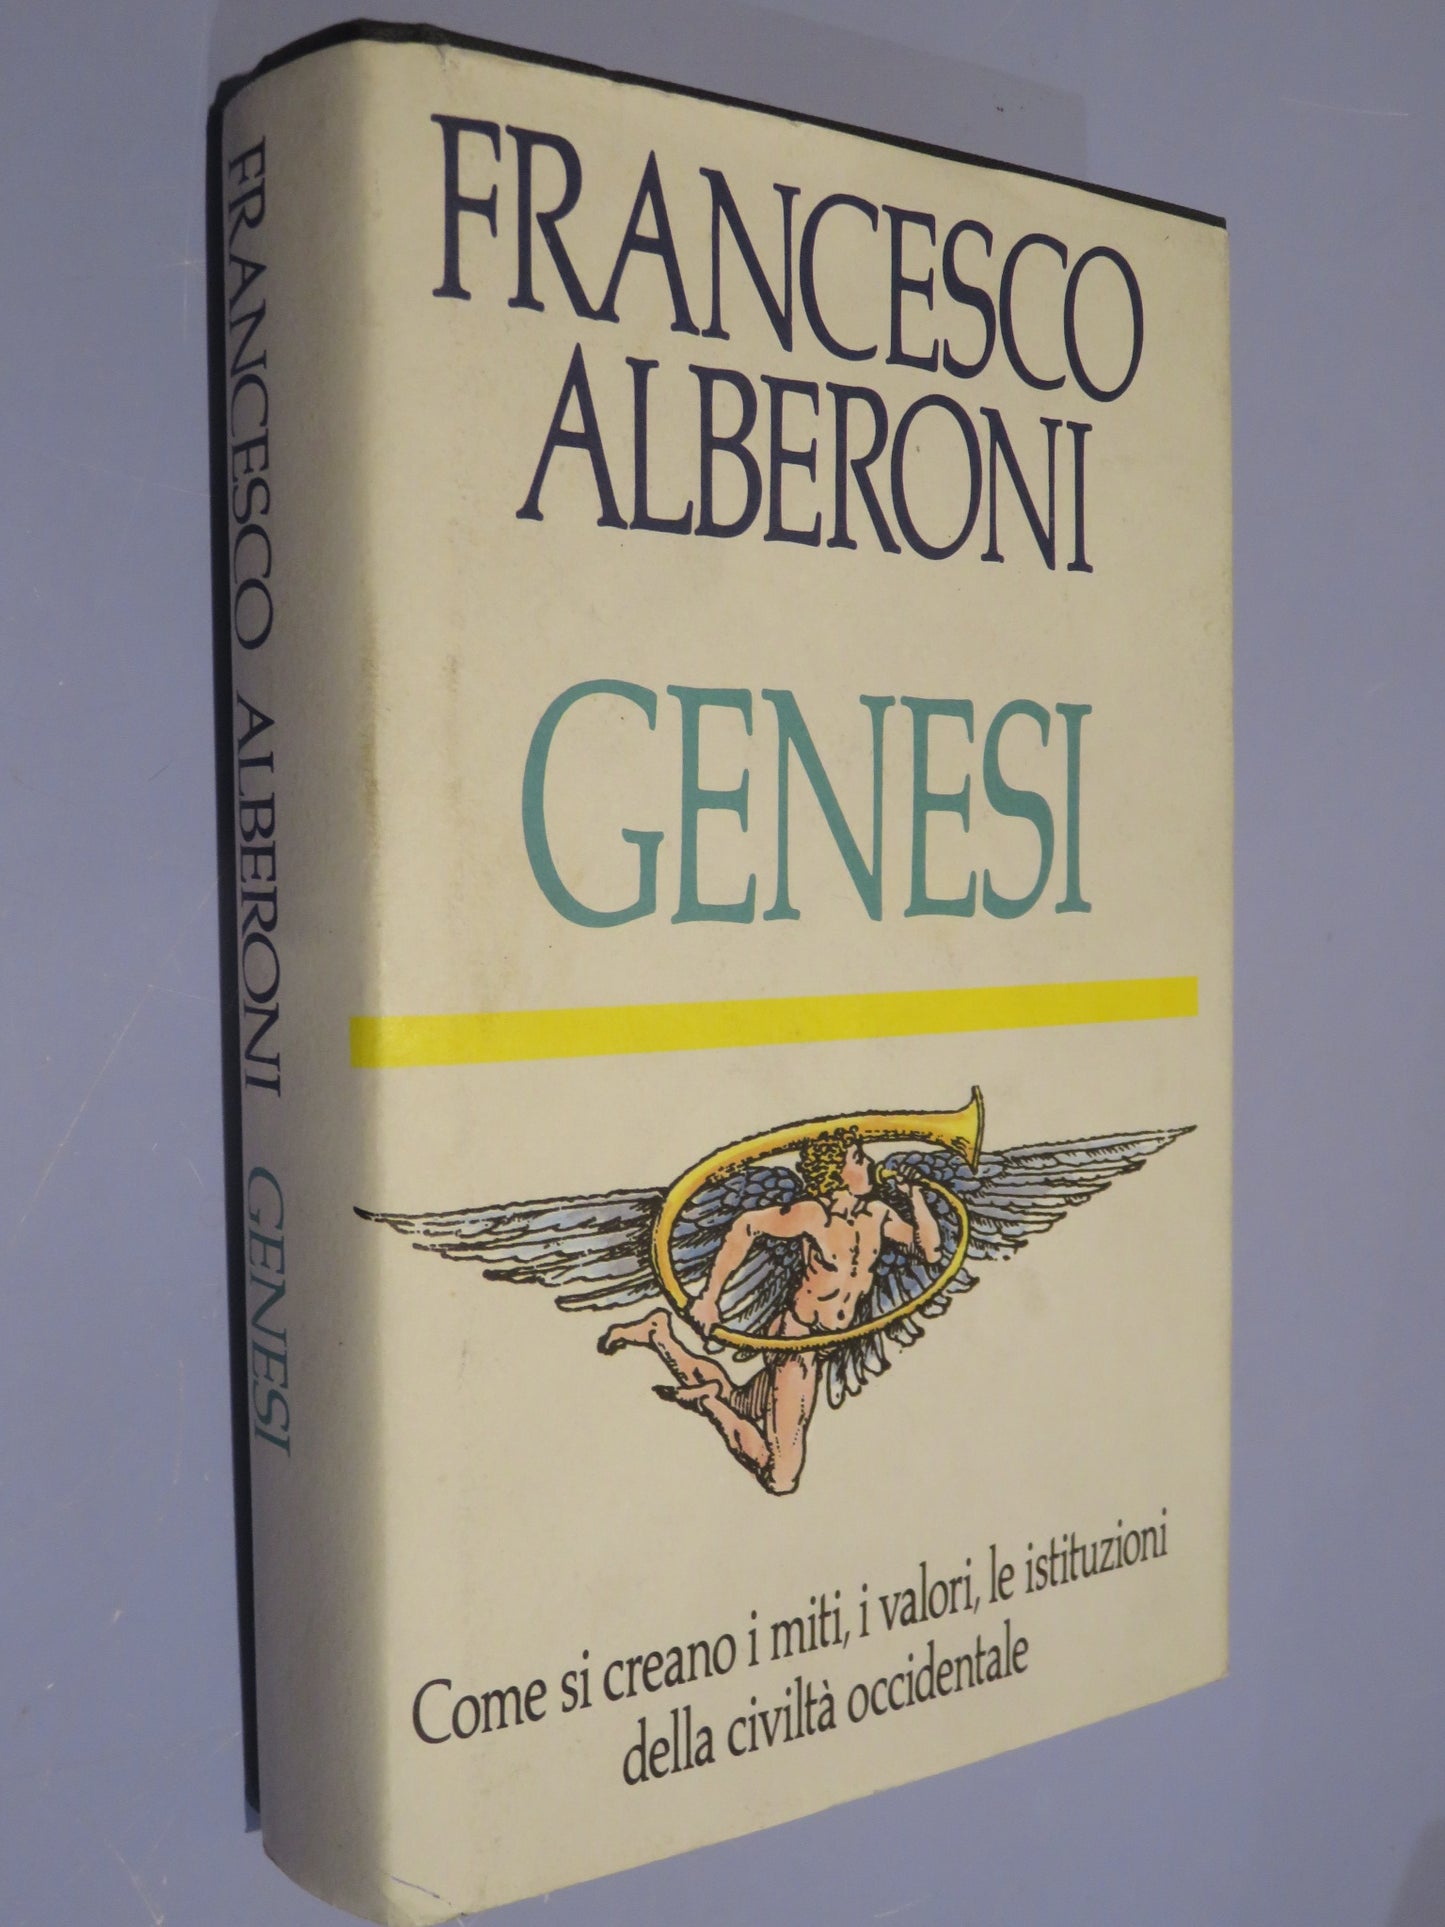 FRANCESCO
ALBERONI
GENESI
Come si creano i miti, i valori, le istituzioni
della civiltà occidentale
FRANCESCO ALBERONI GENESI